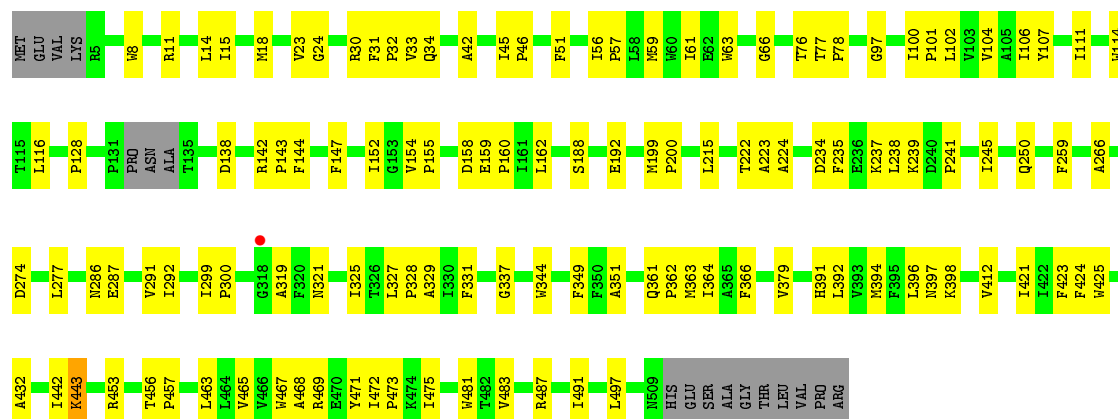 MET GLU VAL LYS R5 W8 R11 L14 I15 M18 V23 G24 R30 F31 P32 V33 Q34 A42 I45 P46 F51 I56 P57 L58 M59 W60 I61 E62 W63 G66 T76 T77 P78 G97 I100 P101 L102 V103 V104 A105 I106 Y107 I111 W114
T115 L116 P128 P131 PRO ASN ALA T135 D138 R142 P143 F144 F147 I152 G153 V154 P155 D158 E159 P160 I161 L162 S188 E192 M199 P200 L215 T222 A223 A224 D234 F235 E236 K237 L238 K239 D240 P241 I245 Q250 F259 A266
D274 L277 N286 E287 V291 I292 I299 P300 G318 A319 F320 N321 I325 T326 L327 P328 A329 I330 F331 G337 W344 F349 F350 A351 Q361 P362 M363 I364 A365 F366 V379 H391 L392 V393 M394 F395 L396 N397 K398 V412 I421 I422 F423 F424 W425
A432 I442 K443 R453 T456 P457 L463 L464 V465 V466 W467 A468 R469 E470 P471 I472 P473 K474 I475 W481 T482 V483 R487 I491 L497 N509 HIS GLU SER ALA GLY THR LEU VAL PRO ARG